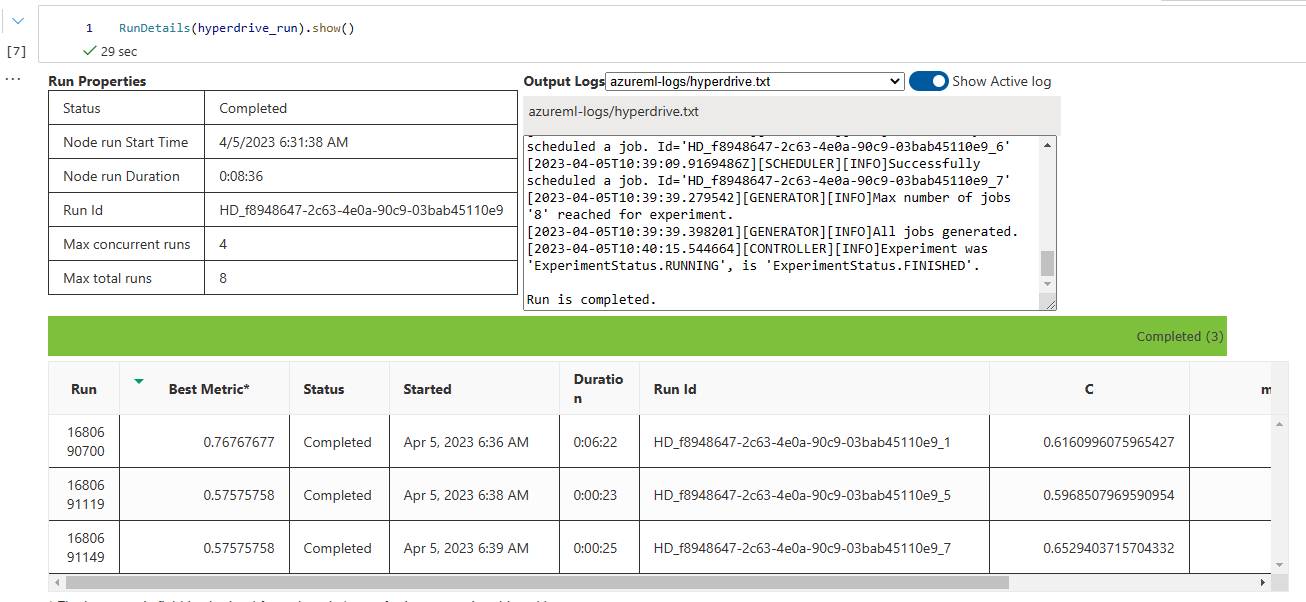 1 RunDetails(hyperdrive_run).show()
[7] 29 sec
...
Run Properties
Status Completed
Node run Start Time 4/5/2023 6:31:38 AM
Node run Duration 0:08:36
Run Id HD_f8948647-2c63-4e0a-90c9-03bab45110e9
Max concurrent runs 4
Max total runs 8
Output Logs azureml-logs/hyperdrive.txt Show Active log
azureml-logs/hyperdrive.txt
scheduled a job. Id='HD_f8948647-2c63-4e0a-90c9-03bab45110e9_6'
[2023-04-05T10:39:09.9169486Z][SCHEDULER][INFO]Successfully
scheduled a job. Id='HD_f8948647-2c63-4e0a-90c9-03bab45110e9_7'
[2023-04-05T10:39:39.279542][GENERATOR][INFO]Max number of jobs
'8' reached for experiment.
[2023-04-05T10:39:39.398201][GENERATOR][INFO]All jobs generated.
[2023-04-05T10:40:15.544664][CONTROLLER][INFO]Experiment was
'ExperimentStatus.RUNNING', is 'ExperimentStatus.FINISHED'.
Run is completed.
Completed (3)
Run Best Metric* Status Started Duratio
n Run Id C m
16806
90700 0.76767677 Completed Apr 5, 2023 6:36 AM 0:06:22 HD_f8948647-2c63-4e0a-90c9-03bab45110e9_1 0.6160996075965427
16806
91119 0.57575758 Completed Apr 5, 2023 6:38 AM 0:00:23 HD_f8948647-2c63-4e0a-90c9-03bab45110e9_5 0.5968507969590954
16806
91149 0.57575758 Completed Apr 5, 2023 6:39 AM 0:00:25 HD_f8948647-2c63-4e0a-90c9-03bab45110e9_7 0.6529403715704332